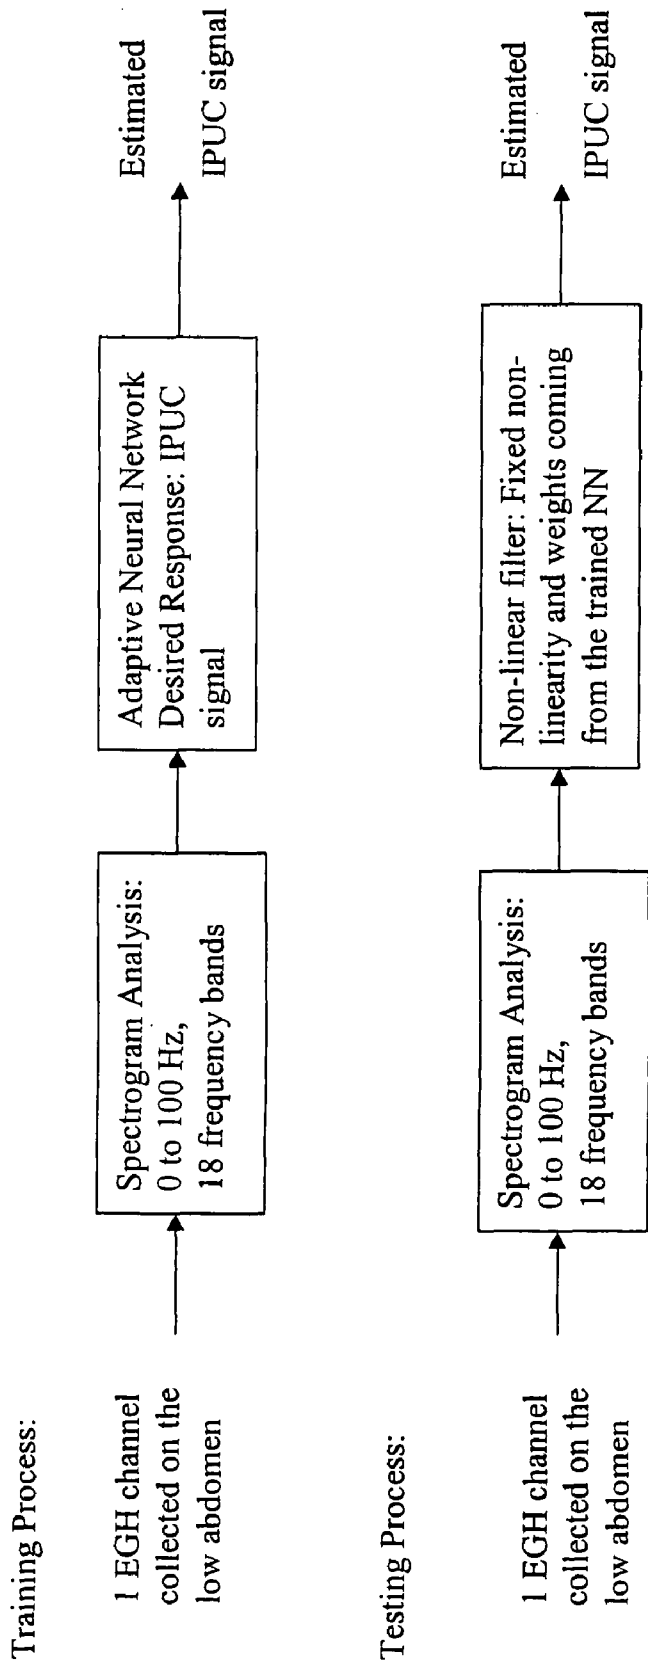 Training Process:
1 EGH channel
collected on the
low abdomen
Spectrogram Analysis:
0 to 100 Hz,
18 frequency bands
Adaptive Neural Network
Desired Response: IPUC
signal
Estimated
IPUC signal
Testing Process:
1 EGH channel
collected on the
low abdomen
Spectrogram Analysis:
0 to 100 Hz,
18 frequency bands
Non-linear filter: Fixed non-
linearity and weights coming
from the trained NN
Estimated
IPUC signal